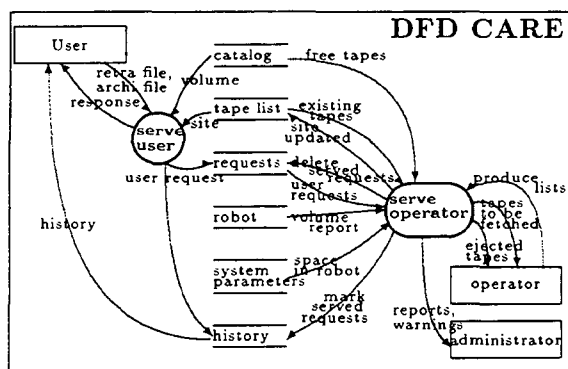 DFD CARE
User
catalog
free tapes
retra file,
archi file
volume
response
tape list
existing
tapes
site
site
updated
serve
user
requests
delete
served
requests
user request
user
requests
produce
lists
serve
operator
tapes
to be
fetched
history
robot
volume
report
ejected
tapes
system
parameters
space
in robot
operator
mark
served
requests
reports,
warnings
history
administrator